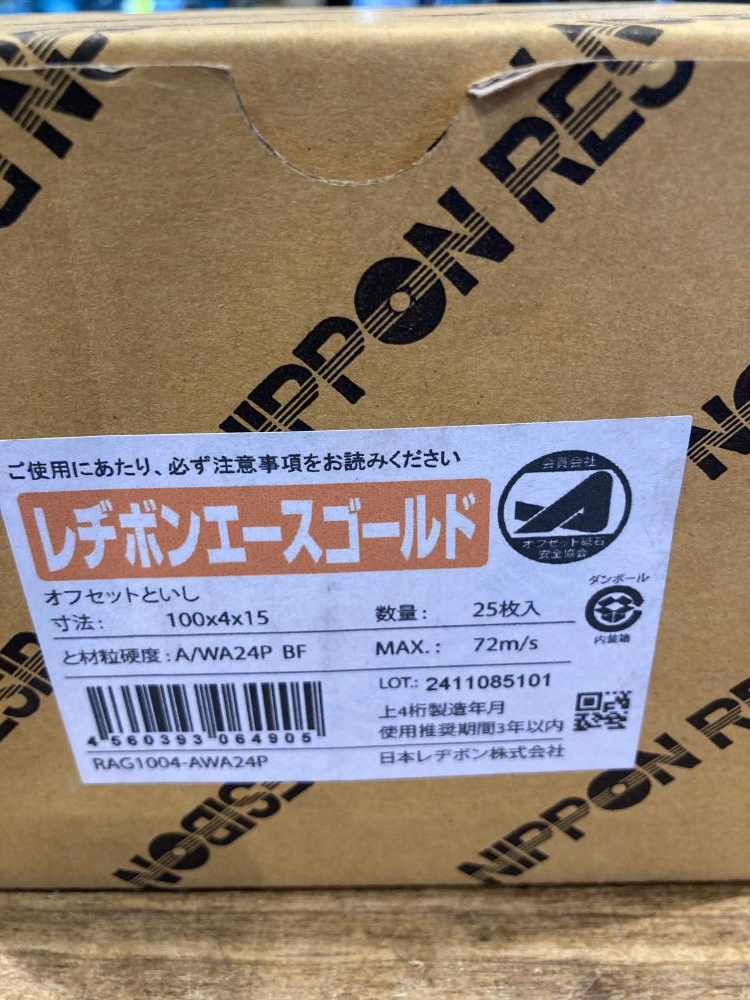 NIPPON RES
NIPPON RE
SIBON
ご使用にあたり、必ず注意事項をお読みください
レヂボンエースゴールド
会員会社
オフセット砥石
安全協会
オフセットといし
寸法: 100x4x15
数量: 25枚入
ダンボール
内装箱
と材粒硬度: A/WA24P BF
MAX.: 72m/s
LOT.: 2411085101
上4桁製造年月
使用推奨期間3年以内
4 560393 064905
RAG1004-AWA24P
日本レヂボン株式会社